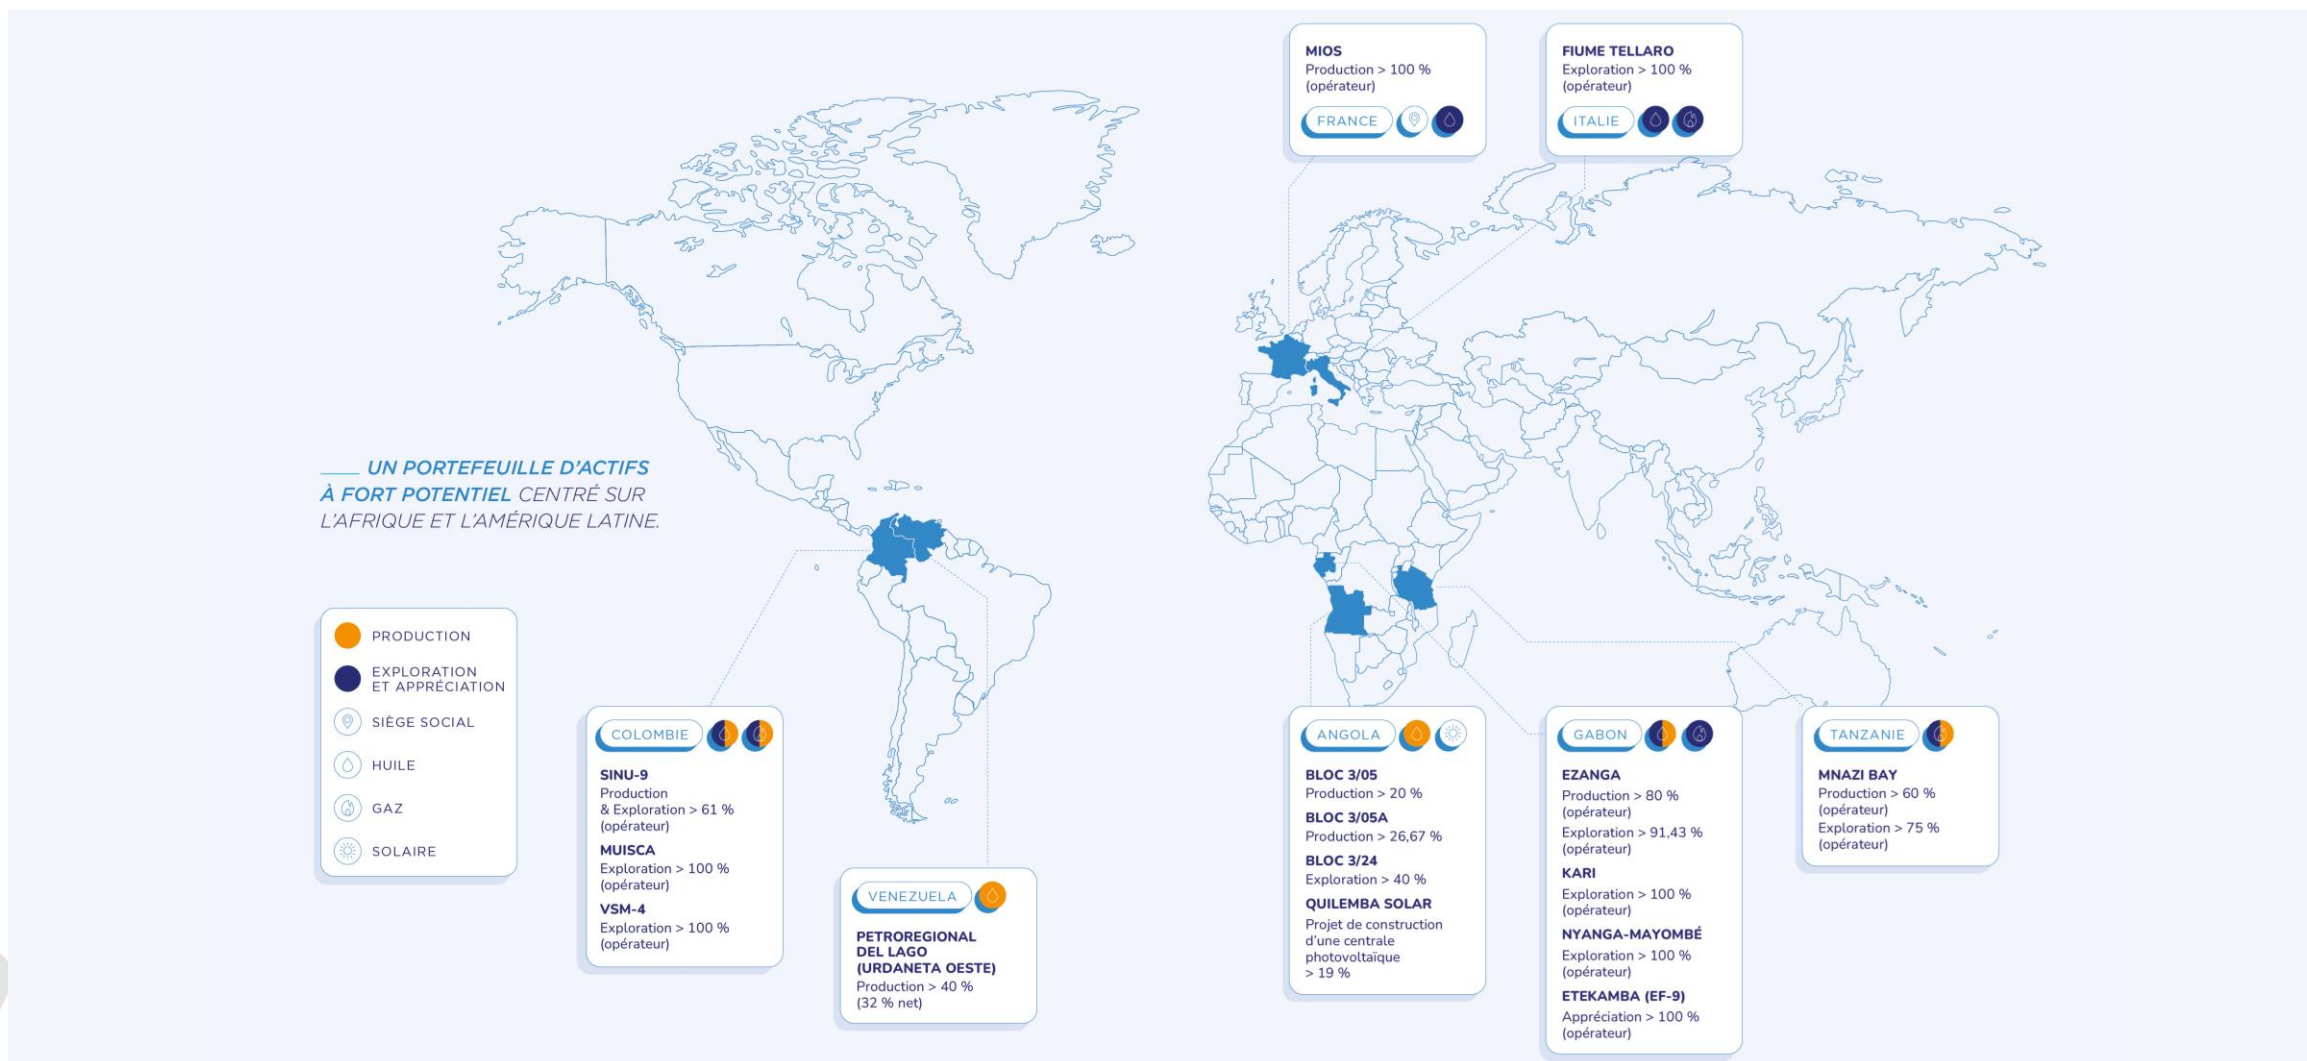 MIOS
Production > 100 %
(opérateur)
FRANCE
FIUME TELLARO
Exploration > 100 %
(opérateur)
ITALIE
UN PORTEFEUILLE D'ACTIFS
À FORT POTENTIEL CENTRÉ SUR
L'AFRIQUE ET L'AMÉRIQUE LATINE.
PRODUCTION
EXPLORATION
ET APPRÉCIATION
SIÈGE SOCIAL
HUILE
GAZ
SOLAIRE
COLOMBIE
SINU-9
Production
& Exploration > 61 %
(opérateur)
MUISCA
Exploration > 100 %
(opérateur)
VSM-4
Exploration > 100 %
(opérateur)
VENEZUELA
PETROREGIONAL
DEL LAGO
(URDANETA OESTE)
Production > 40 %
(32 % net)
ANGOLA
BLOC 3/05
Production > 20 %
BLOC 3/05A
Production > 26,67 %
BLOC 3/24
Exploration > 40 %
QUILEMBA SOLAR
Projet de construction
d'une centrale
photovoltaïque
> 19 %
GABON
EZANGA
Production > 80 %
(opérateur)
Exploration > 91,43 %
(opérateur)
KARI
Exploration > 100 %
(opérateur)
NYANGA-MAYOMBÉ
Exploration > 100 %
(opérateur)
ETEKAMBA (EF-9)
Appréciation > 100 %
(opérateur)
TANZANIE
MNAZI BAY
Production > 60 %
(opérateur)
Exploration > 75 %
(opérateur)